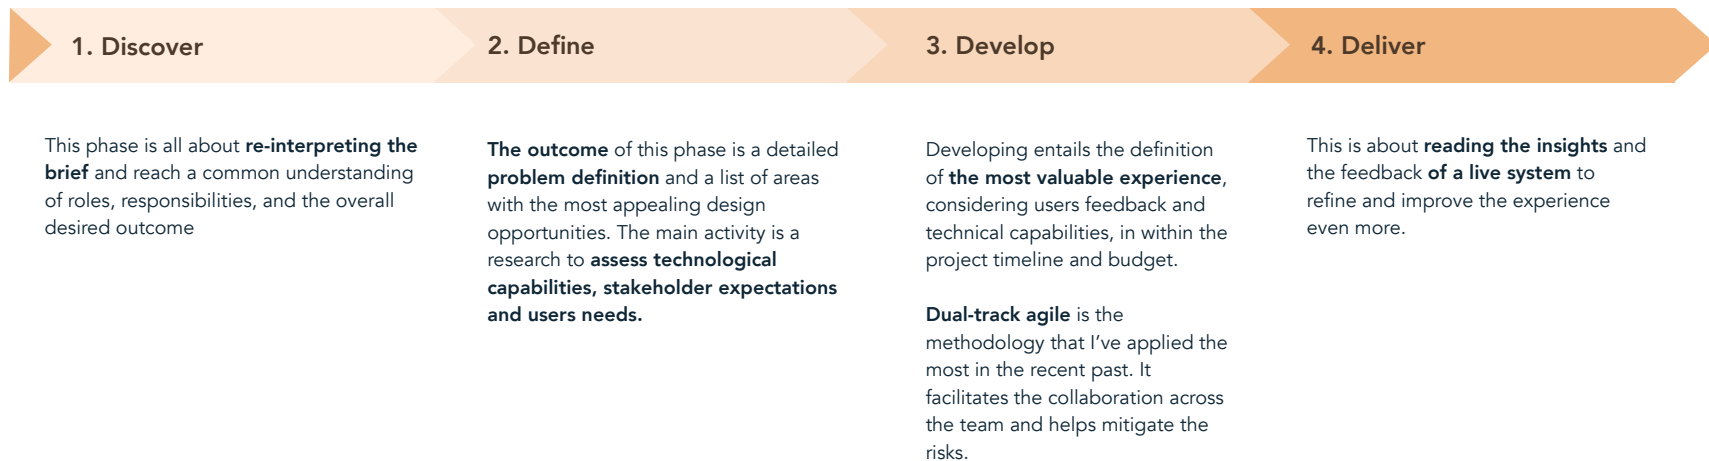 1. Discover
2. Define
3. Develop
4. Deliver
This phase is all about re-interpreting the
brief and reach a common understanding
of roles, responsibilities, and the overall
desired outcome
The outcome of this phase is a detailed
problem definition and a list of areas
with the most appealing design
opportunities. The main activity is a
research to assess technological
capabilities, stakeholder expectations
and users needs.
Developing entails the definition
of the most valuable experience,
considering users feedback and
technical capabilities, in within the
project timeline and budget.
Dual-track agile is the
methodology that I’ve applied the
most in the recent past. It
facilitates the collaboration across
the team and helps mitigate the
risks.
This is about reading the insights and
the feedback of a live system to
refine and improve the experience
even more.